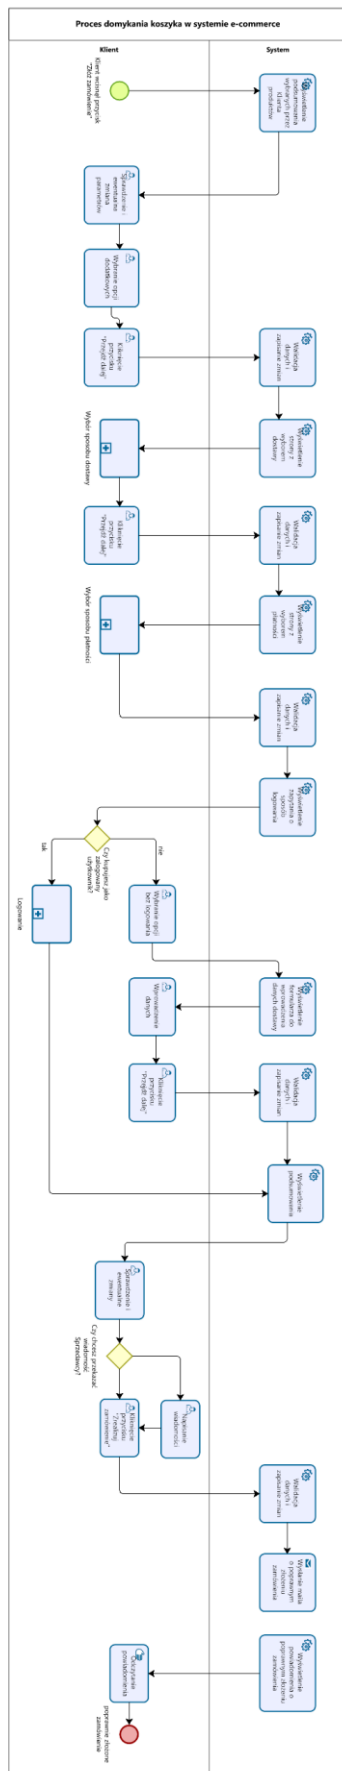 Proces domykania koszyka w systemie e-commerce
Klient
System
Klient wcisnął przycisk
"Złóż zamówienie"
Wyświetlenie
podsumowania
wybranych przez
Klienta
produktów
Sprawdzenie i
ewentualna
zmiana
parametrów
Wybranie opcji
dodatkowych
Kliknięcie
przycisku
"Przejdź dalej"
Walidacja
danych i
zapisanie zmian
Wyświetlenie
strony z
wyborem
dostawy
Wybór sposobu dostawy
Kliknięcie
przycisku
"Przejdź dalej"
Walidacja
danych i
zapisanie zmian
Wyświetlenie
strony z
wyborem
płatności
Wybór sposobu płatności
Walidacja
danych i
zapisanie zmian
Wyświetlenie
zapytania o
sposób
logowania
Czy kupujesz jako
zalogowany
użytkownik?
nie
tak
Wybranie opcji
bez logowania
Logowanie
Wyświetlenie
formularza do
wprowadzenia
danych dostawy
Wprowadzenie
danych
Kliknięcie
przycisku
"Przejdź dalej"
Walidacja
danych i
zapisanie zmian
Wyświetlenie
podsumowania
Sprawdzenie i
ewentualne
zmiany
Czy chcesz przekazać
wiadomość
Sprzedawcy?
Napisanie
wiadomości
Kliknięcie
przycisku
"Zrealizuj
zamówienie"
Walidacja
danych i
zapisanie zmian
Wysłanie maila
o poprawnym
złożeniu
zamówienia
Wyświetlenie
powiadomienia o
poprawnym złożeniu
zamówienia
Odczytanie
powiadomienia
poprawne złożone
zamówienie